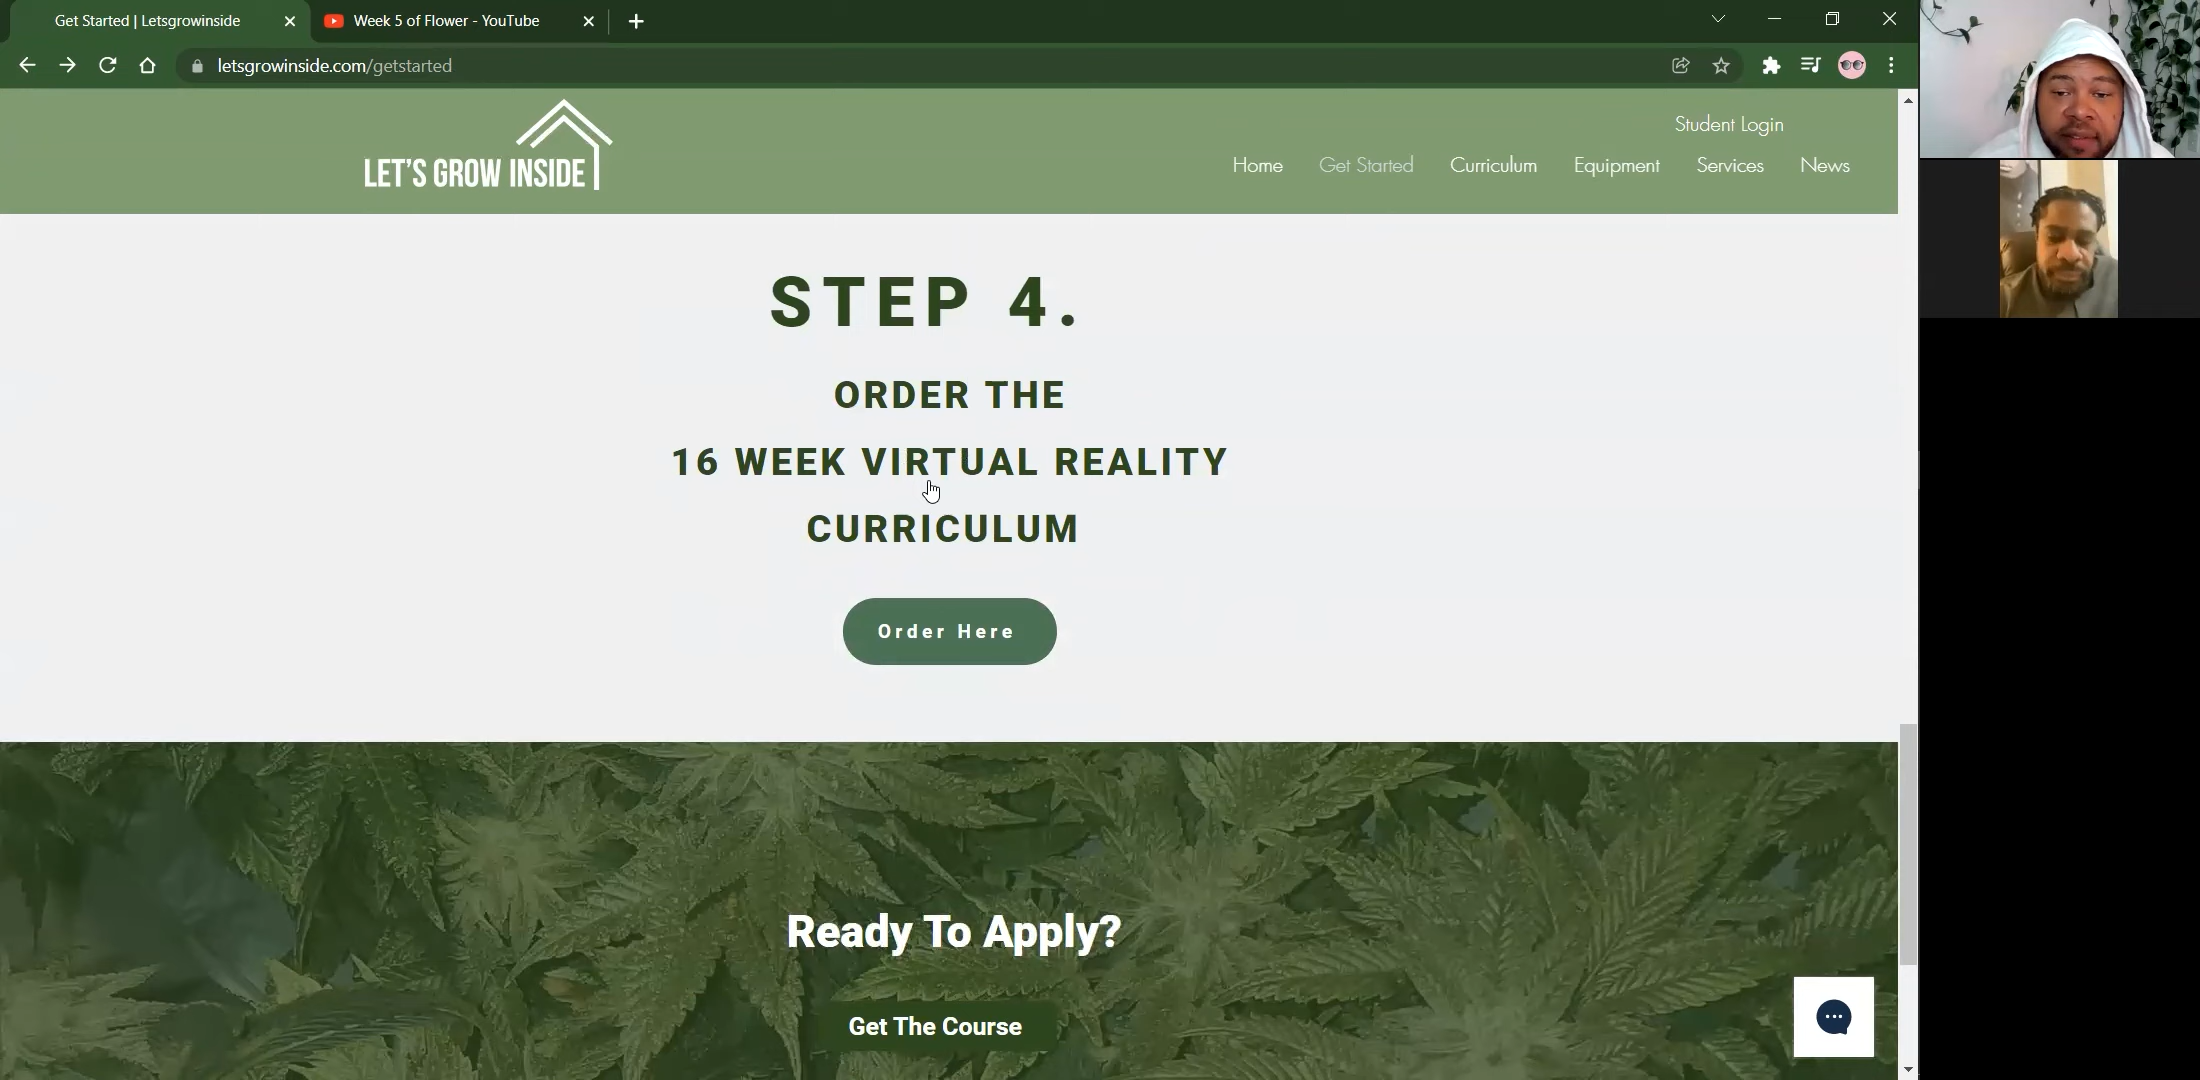 Get Started | Letsgrowinside
Week 5 of Flower - YouTube
letsgrowinside.com/getstarted
LET'S GROW INSIDE
Student Login
Home Get Started Curriculum Equipment Services News
STEP 4.
ORDER THE
16 WEEK VIRTUAL REALITY
CURRICULUM
Order Here
Ready To Apply?
Get The Course